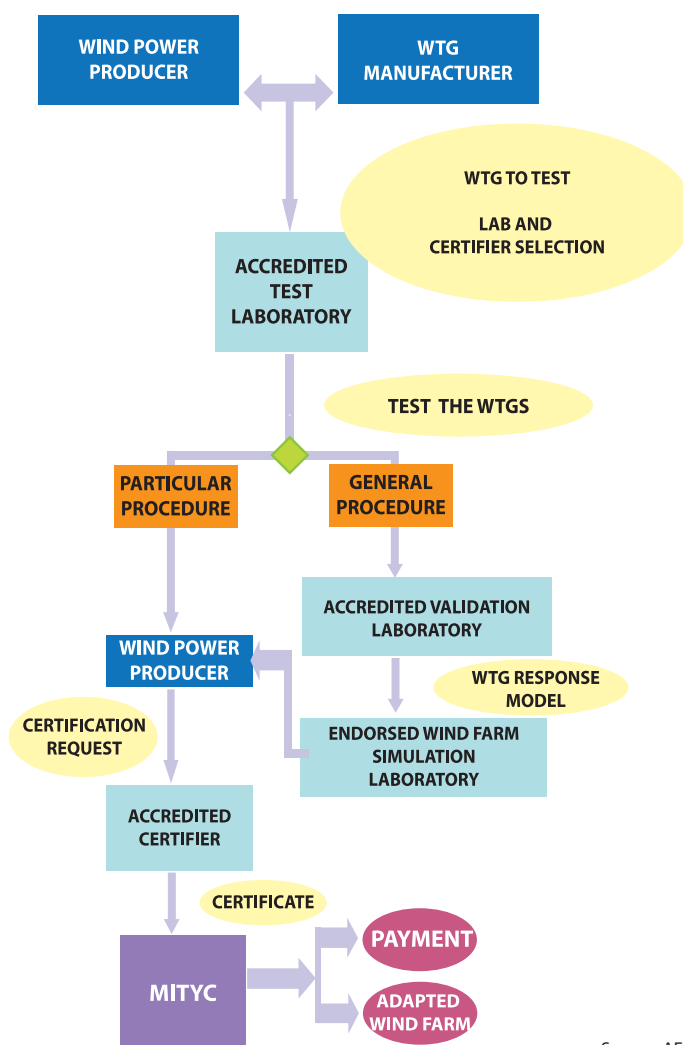 WIND POWER
PRODUCER
WTG
MANUFACTURER
WTG TO TEST
LAB AND
CERTIFIER SELECTION
ACCREDITED
TEST
LABORATORY
TEST THE WTGS
PARTICULAR
PROCEDURE
GENERAL
PROCEDURE
ACCREDITED VALIDATION
LABORATORY
WIND POWER
PRODUCER
WTG RESPONSE
MODEL
CERTIFICATION
REQUEST
ENDORSED WIND FARM
SIMULATION
LABORATORY
ACCREDITED
CERTIFIER
CERTIFICATE
PAYMENT
MITYC
ADAPTED
WIND FARM